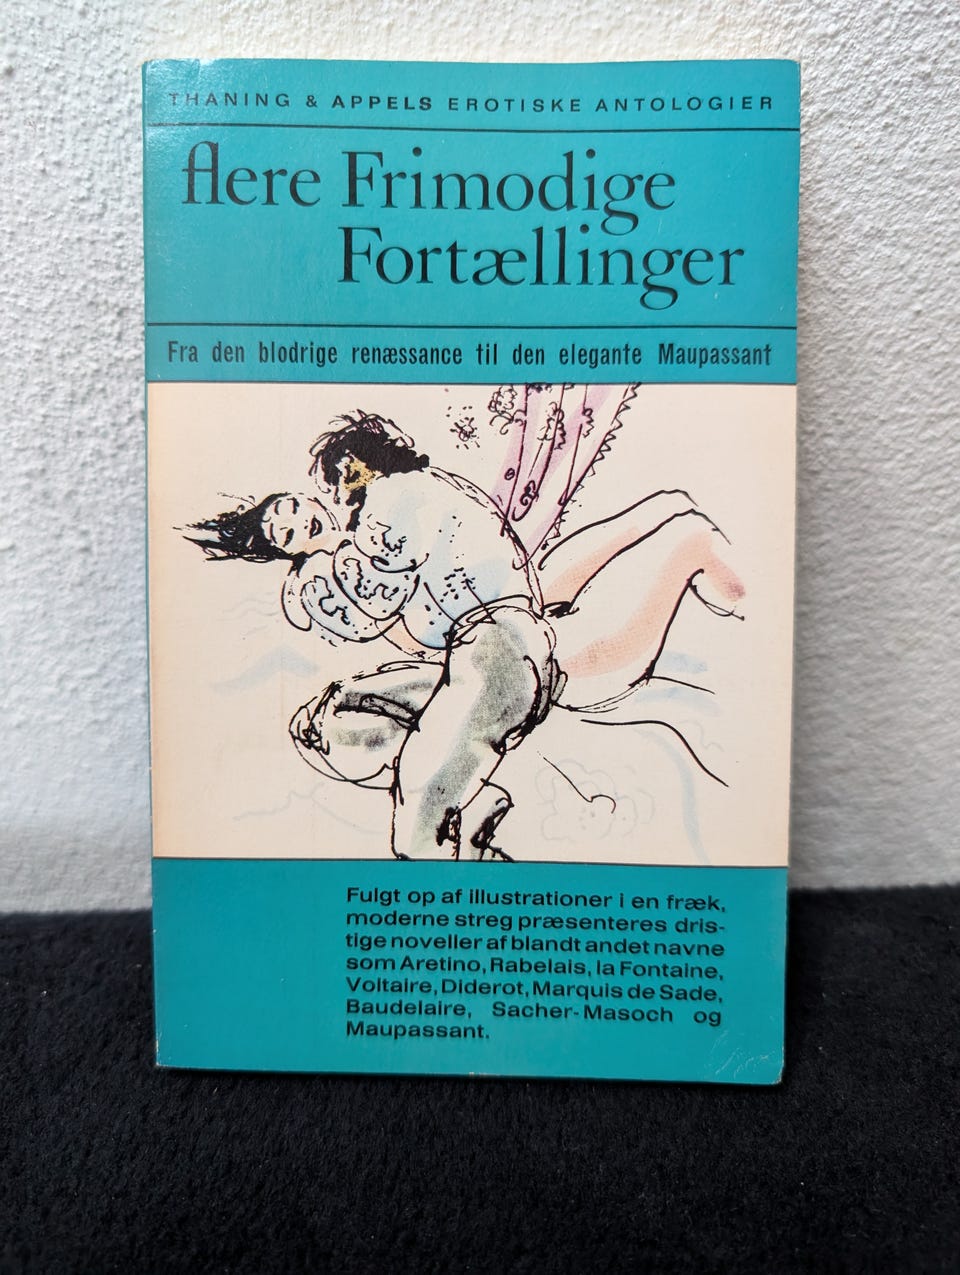 THANING & APPELS EROTISKE ANTOLOGIER
flere Frimodige
Fortællinger
Fra den blodrige renæssance til den elegante Maupassant
Fulgt op af illustrationer i en fræk,
moderne streg præsenteres dris-
tige noveller af blandt andet navne
som Aretino, Rabelais, la Fontaine,
Voltaire, Diderot, Marquis de Sade,
Baudelaire, Sacher-Masoch og
Maupassant.